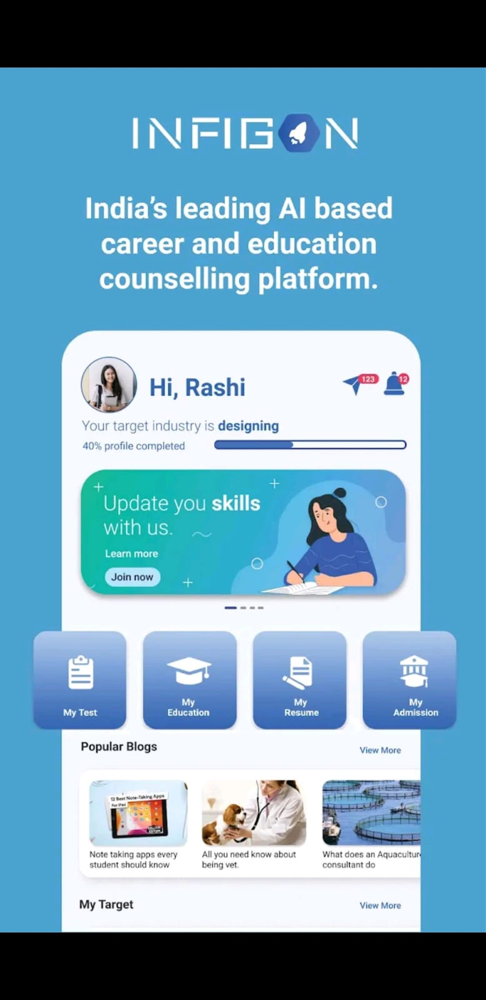 INFIGON
India's leading AI based
career and education
counselling platform.
Hi, Rashi
123
12
Your target industry is designing
40% profile completed
Update you skills
with us.
Learn more
Join now
My Test
My
Education
My
Resume
My
Admission
Popular Blogs
View More
12 Best Note-Taking Apps
For iPad
COLLEGE
EDITION
Note taking apps every
student should know
All you need know about
being vet.
What does an Aquacultur
consultant do
My Target
View More